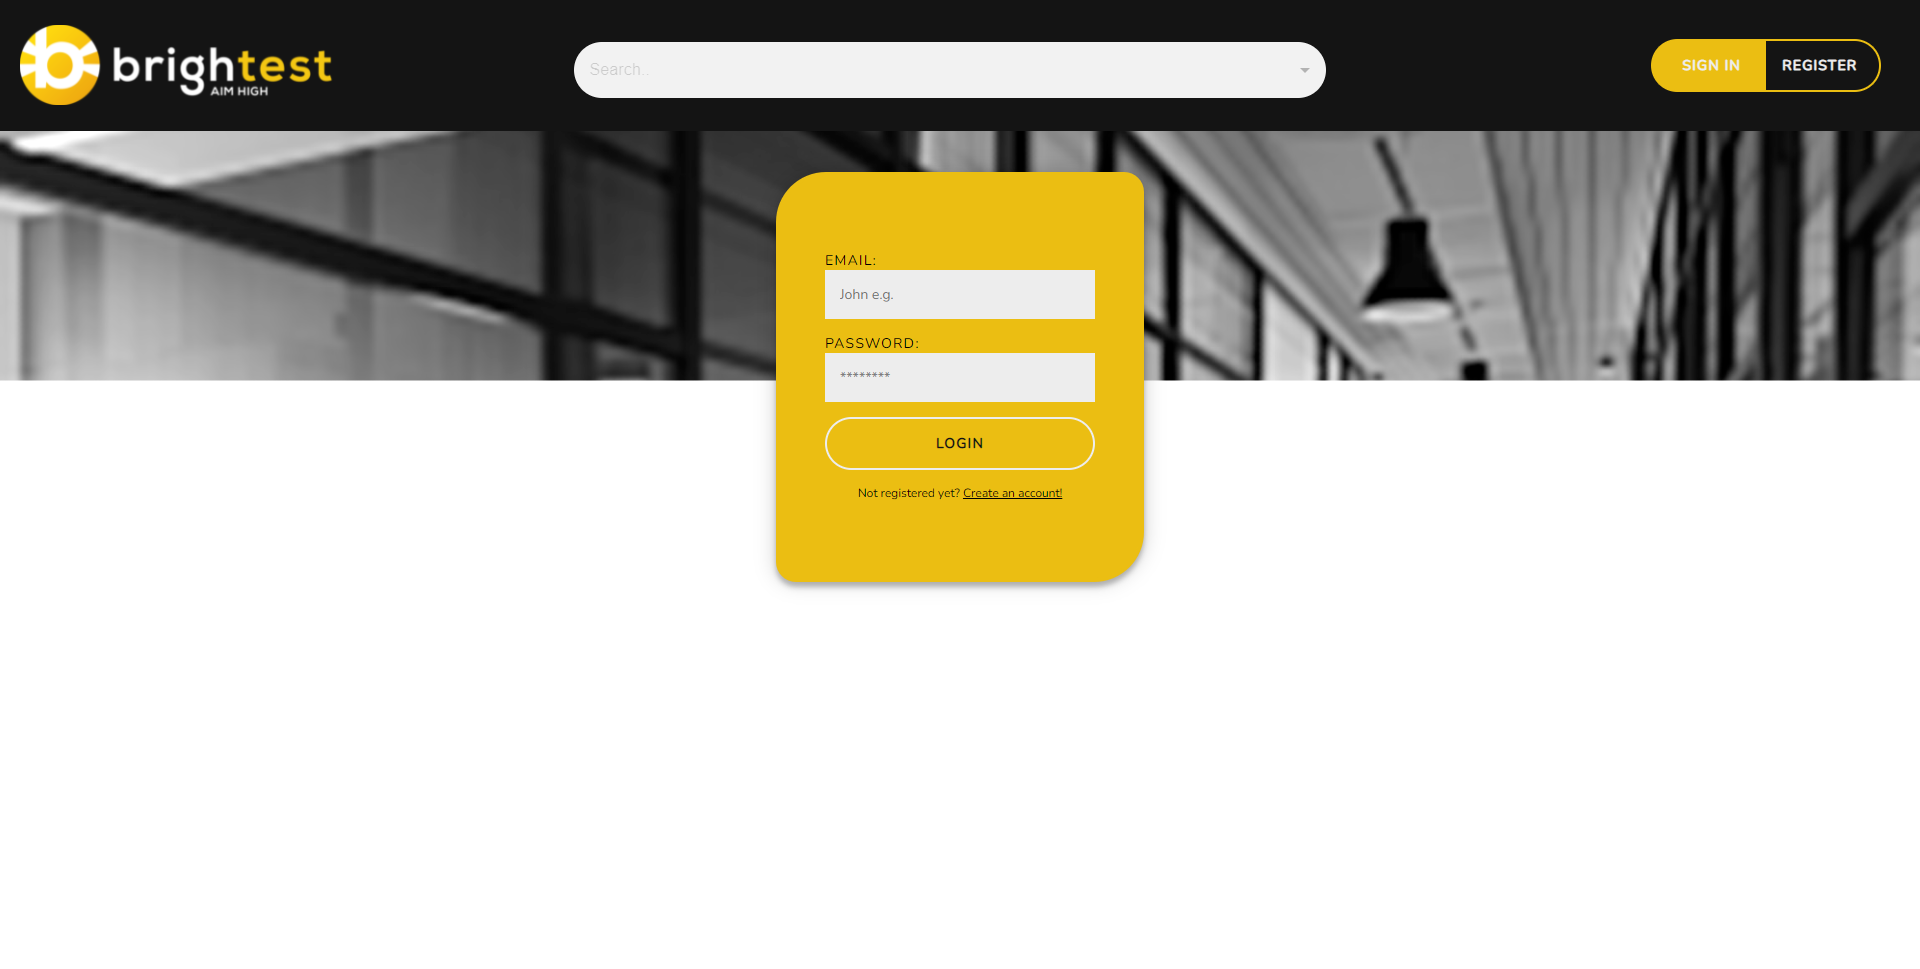 brightest
AIM HIGH
Search..
SIGN IN
REGISTER
EMAIL:
John e.g.
PASSWORD:
********
LOGIN
Not registered yet? Create an account!